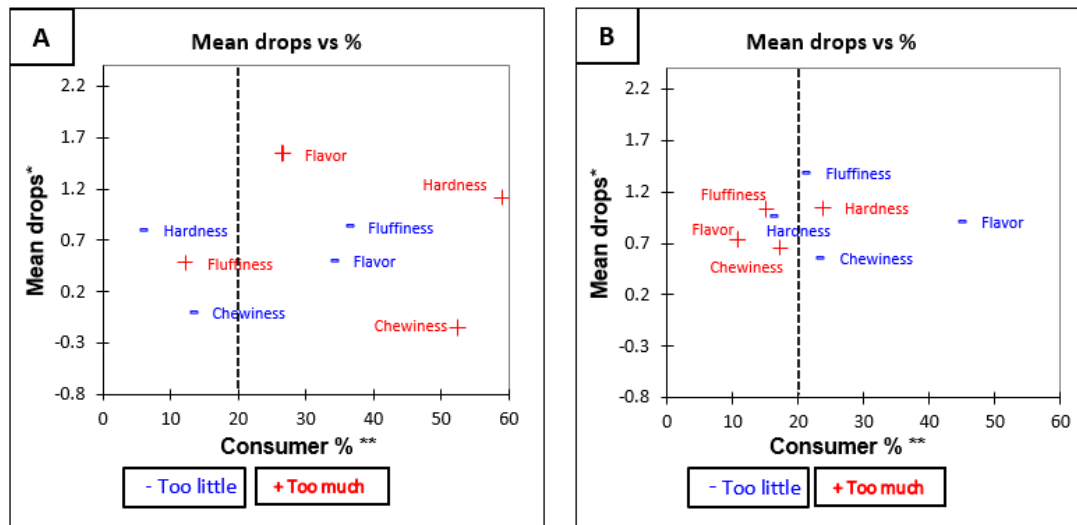 A
Mean drops vs %
Mean drops*
2.2
1.7
1.2
0.7
0.2
-0.3
-0.8
+ Flavor
Hardness +
- Hardness
- Fluffiness
+ Fluffiness
- Flavor
- Chewiness
Chewiness +
0 10 20 30 40 50 60
Consumer % **
- Too little
+ Too much
B
Mean drops vs %
Mean drops*
2.2
1.7
1.2
0.7
0.2
-0.3
-0.8
- Fluffiness
Fluffiness +
+ Hardness
- Hardness
- Flavor
Flavor +
Chewiness +
- Chewiness
0 10 20 30 40 50 60
Consumer % **
- Too little
+ Too much